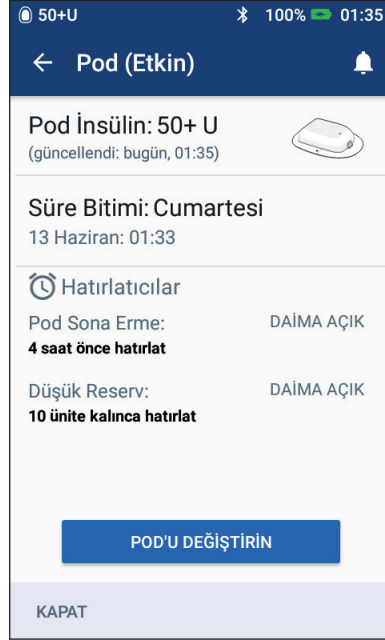 50+U 100% 01:35
Pod (Etkin)
Pod İnsülin: 50+ U
(güncellendi: bugün, 01:35)
Süre Bitimi: Cumartesi
13 Haziran: 01:33
Hatırlatıcılar
Pod Sona Erme: DAİMA AÇIK
4 saat önce hatırlat
Düşük Reserv: DAİMA AÇIK
10 ünite kalınca hatırlat
POD'U DEĞİŞTİRİN
KAPAT